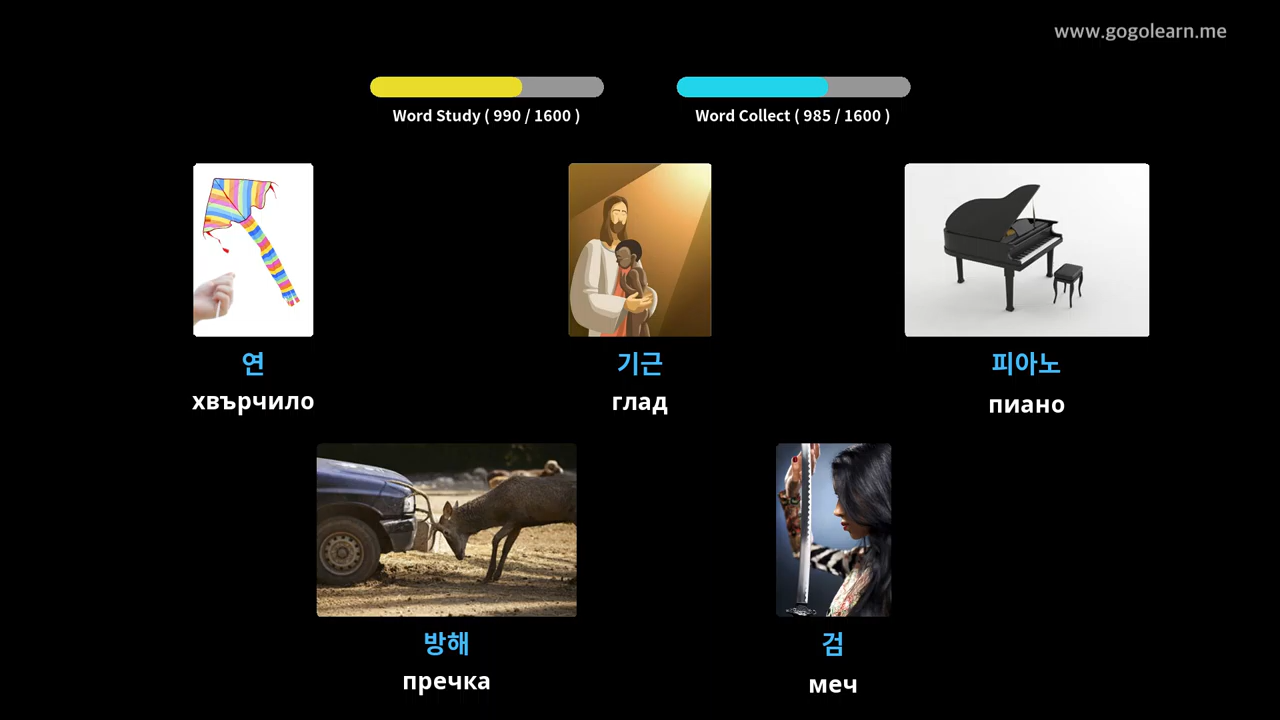 www.gogolearn.me
Word Study ( 990 / 1600 )
Word Collect ( 985 / 1600 )
연
хвърчило
기근
глад
피아노
пиано
방해
пречка
검
меч